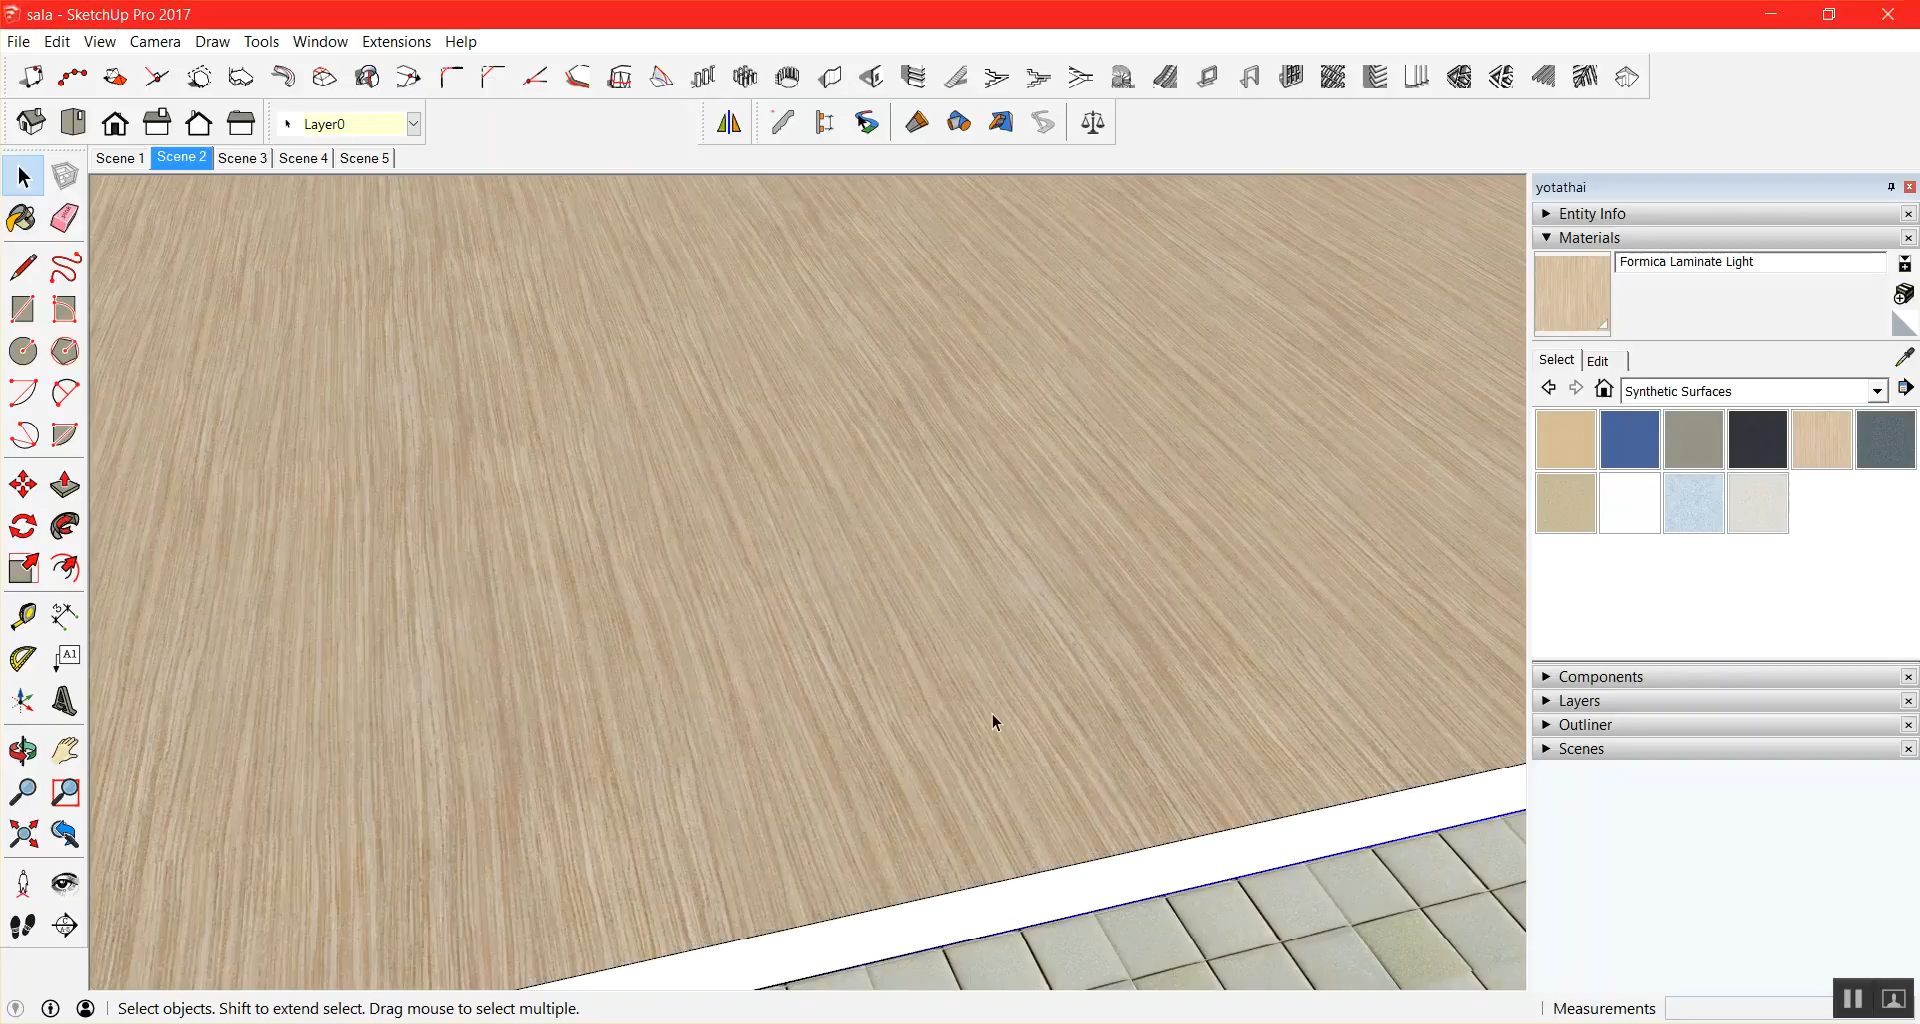 sala - SketchUp Pro 2017
File Edit View Camera Draw Tools Window Extensions Help
Layer0
Scene 1 Scene 2 Scene 3 Scene 4 Scene 5
yotathai
Entity Info
Materials
Formica Laminate Light
Select Edit
Synthetic Surfaces
A1
Components
Layers
Outliner
Scenes
Select objects. Shift to extend select. Drag mouse to select multiple.
Measurements